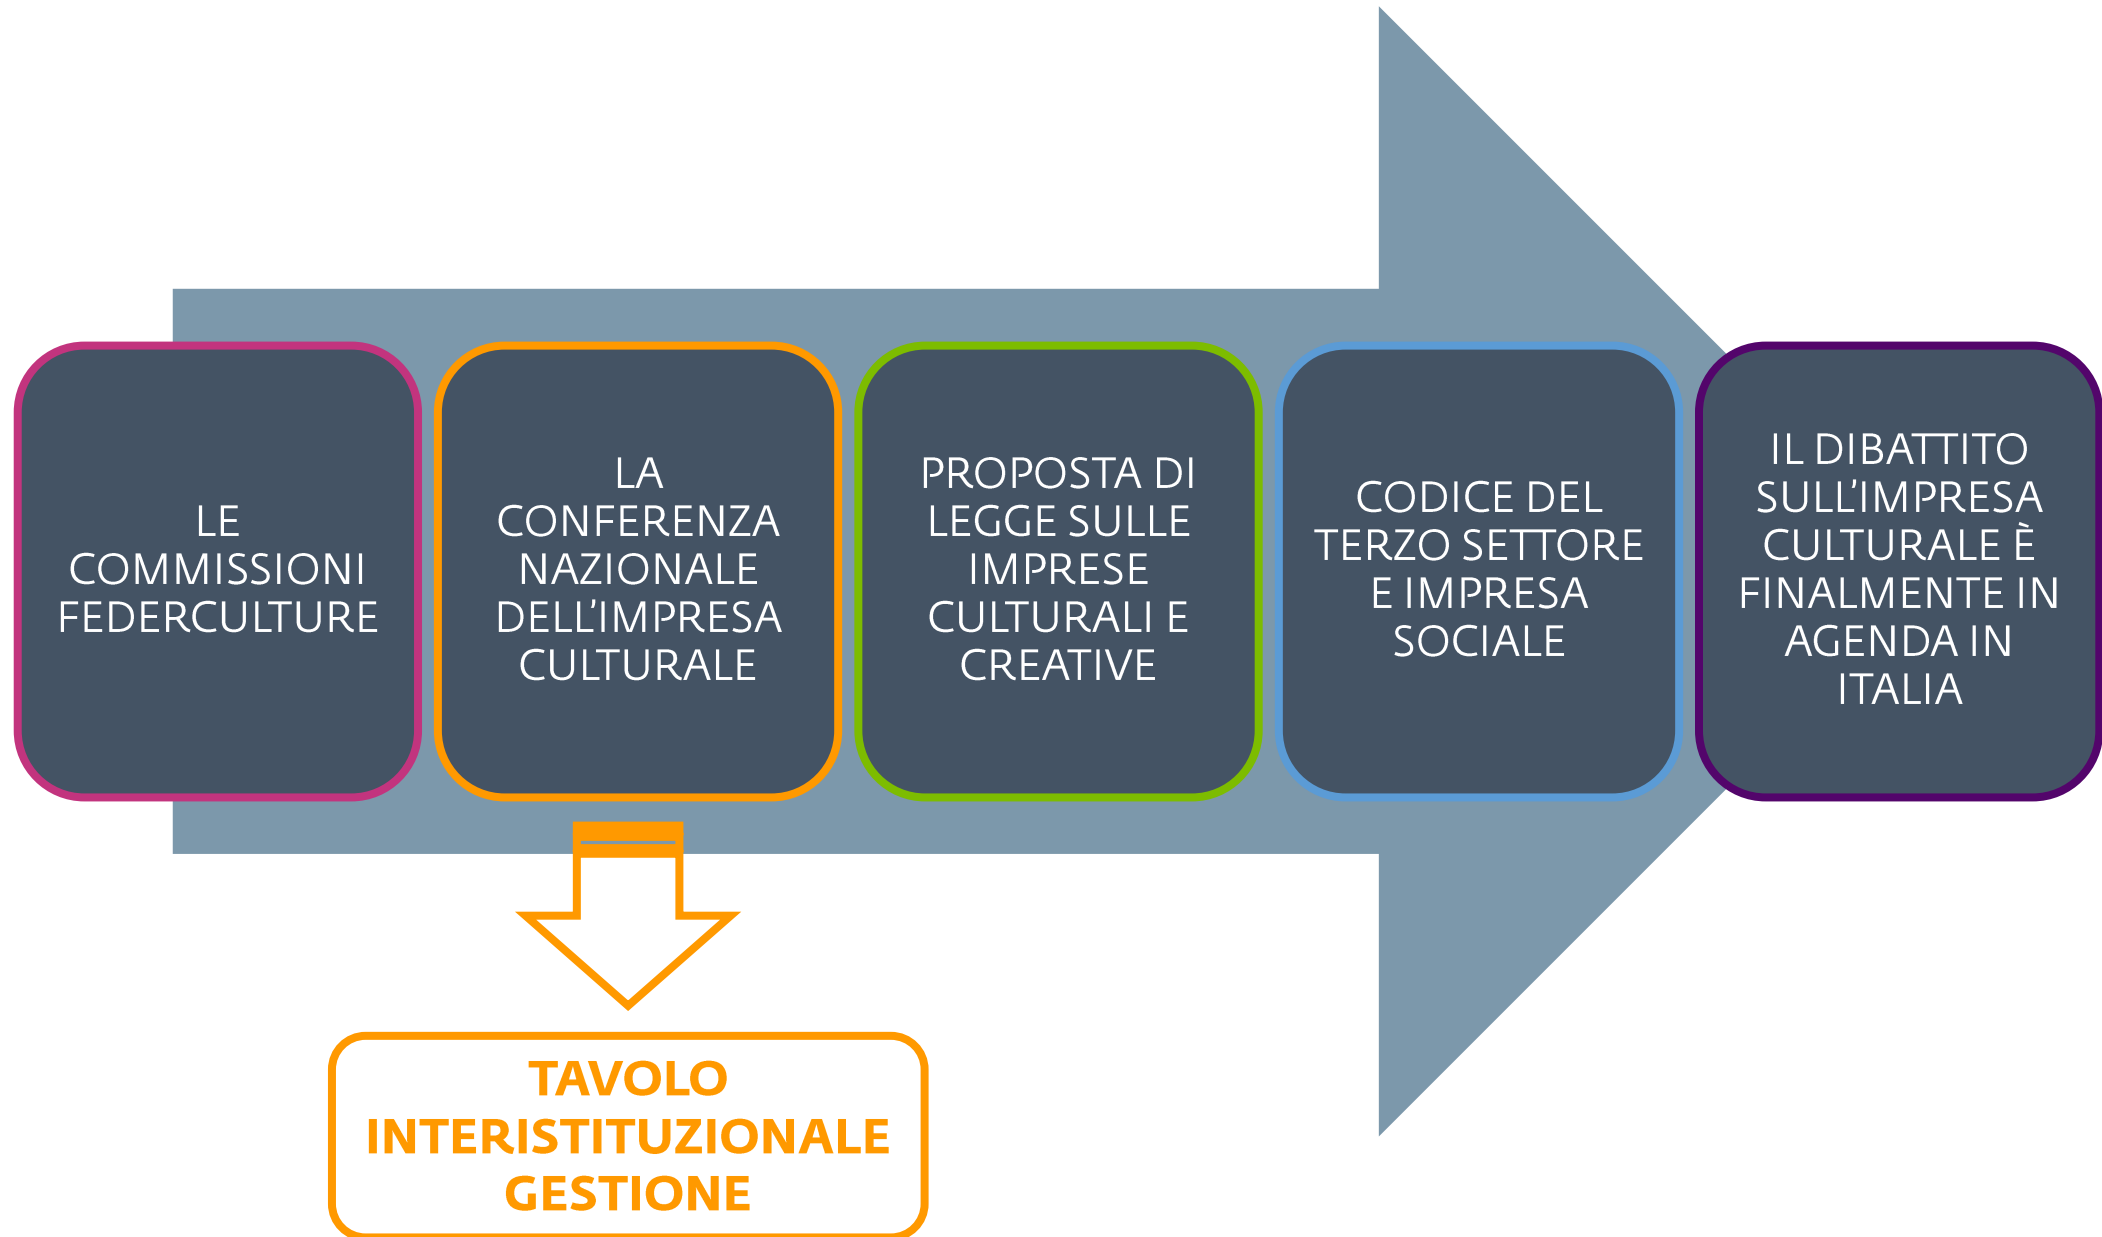 LE
COMMISSIONI
FEDERCULTURE
LA
CONFERENZA
NAZIONALE
DELL'IMPRESA
CULTURALE
PROPOSTA DI
LEGGE SULLE
IMPRESE
CULTURALI E
CREATIVE
CODICE DEL
TERZO SETTORE
E IMPRESA
SOCIALE
IL DIBATTITO
SULL'IMPRESA
CULTURALE È
FINALMENTE IN
AGENDA IN
ITALIA
TAVOLO
INTERISTITUZIONALE
GESTIONE